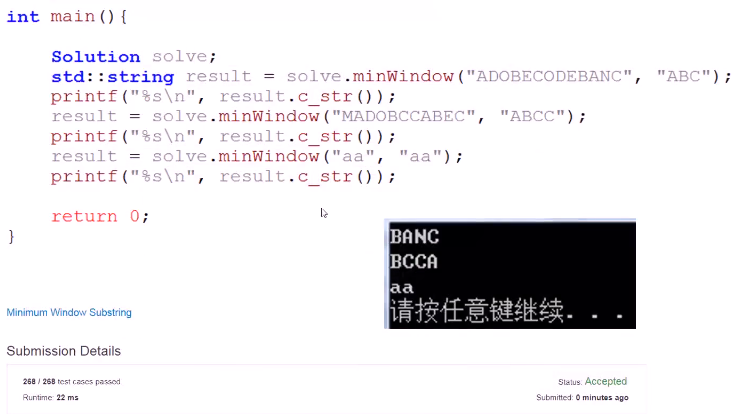 int main(){
Solution solve;
std::string result = solve.minWindow("ADOBECODEBANC", "ABC");
printf("%s\n", result.c_str());
result = solve.minWindow("MADOBCCABEC", "ABCC");
printf("%s\n", result.c_str());
result = solve.minWindow("aa", "aa");
printf("%s\n", result.c_str());
return 0;
}
BANC
BCCA
aa
请按任意键继续. . .
Minimum Window Substring
Submission Details
268 / 268 test cases passed
Status: Accepted
Runtime: 22 ms
Submitted: 0 minutes ago